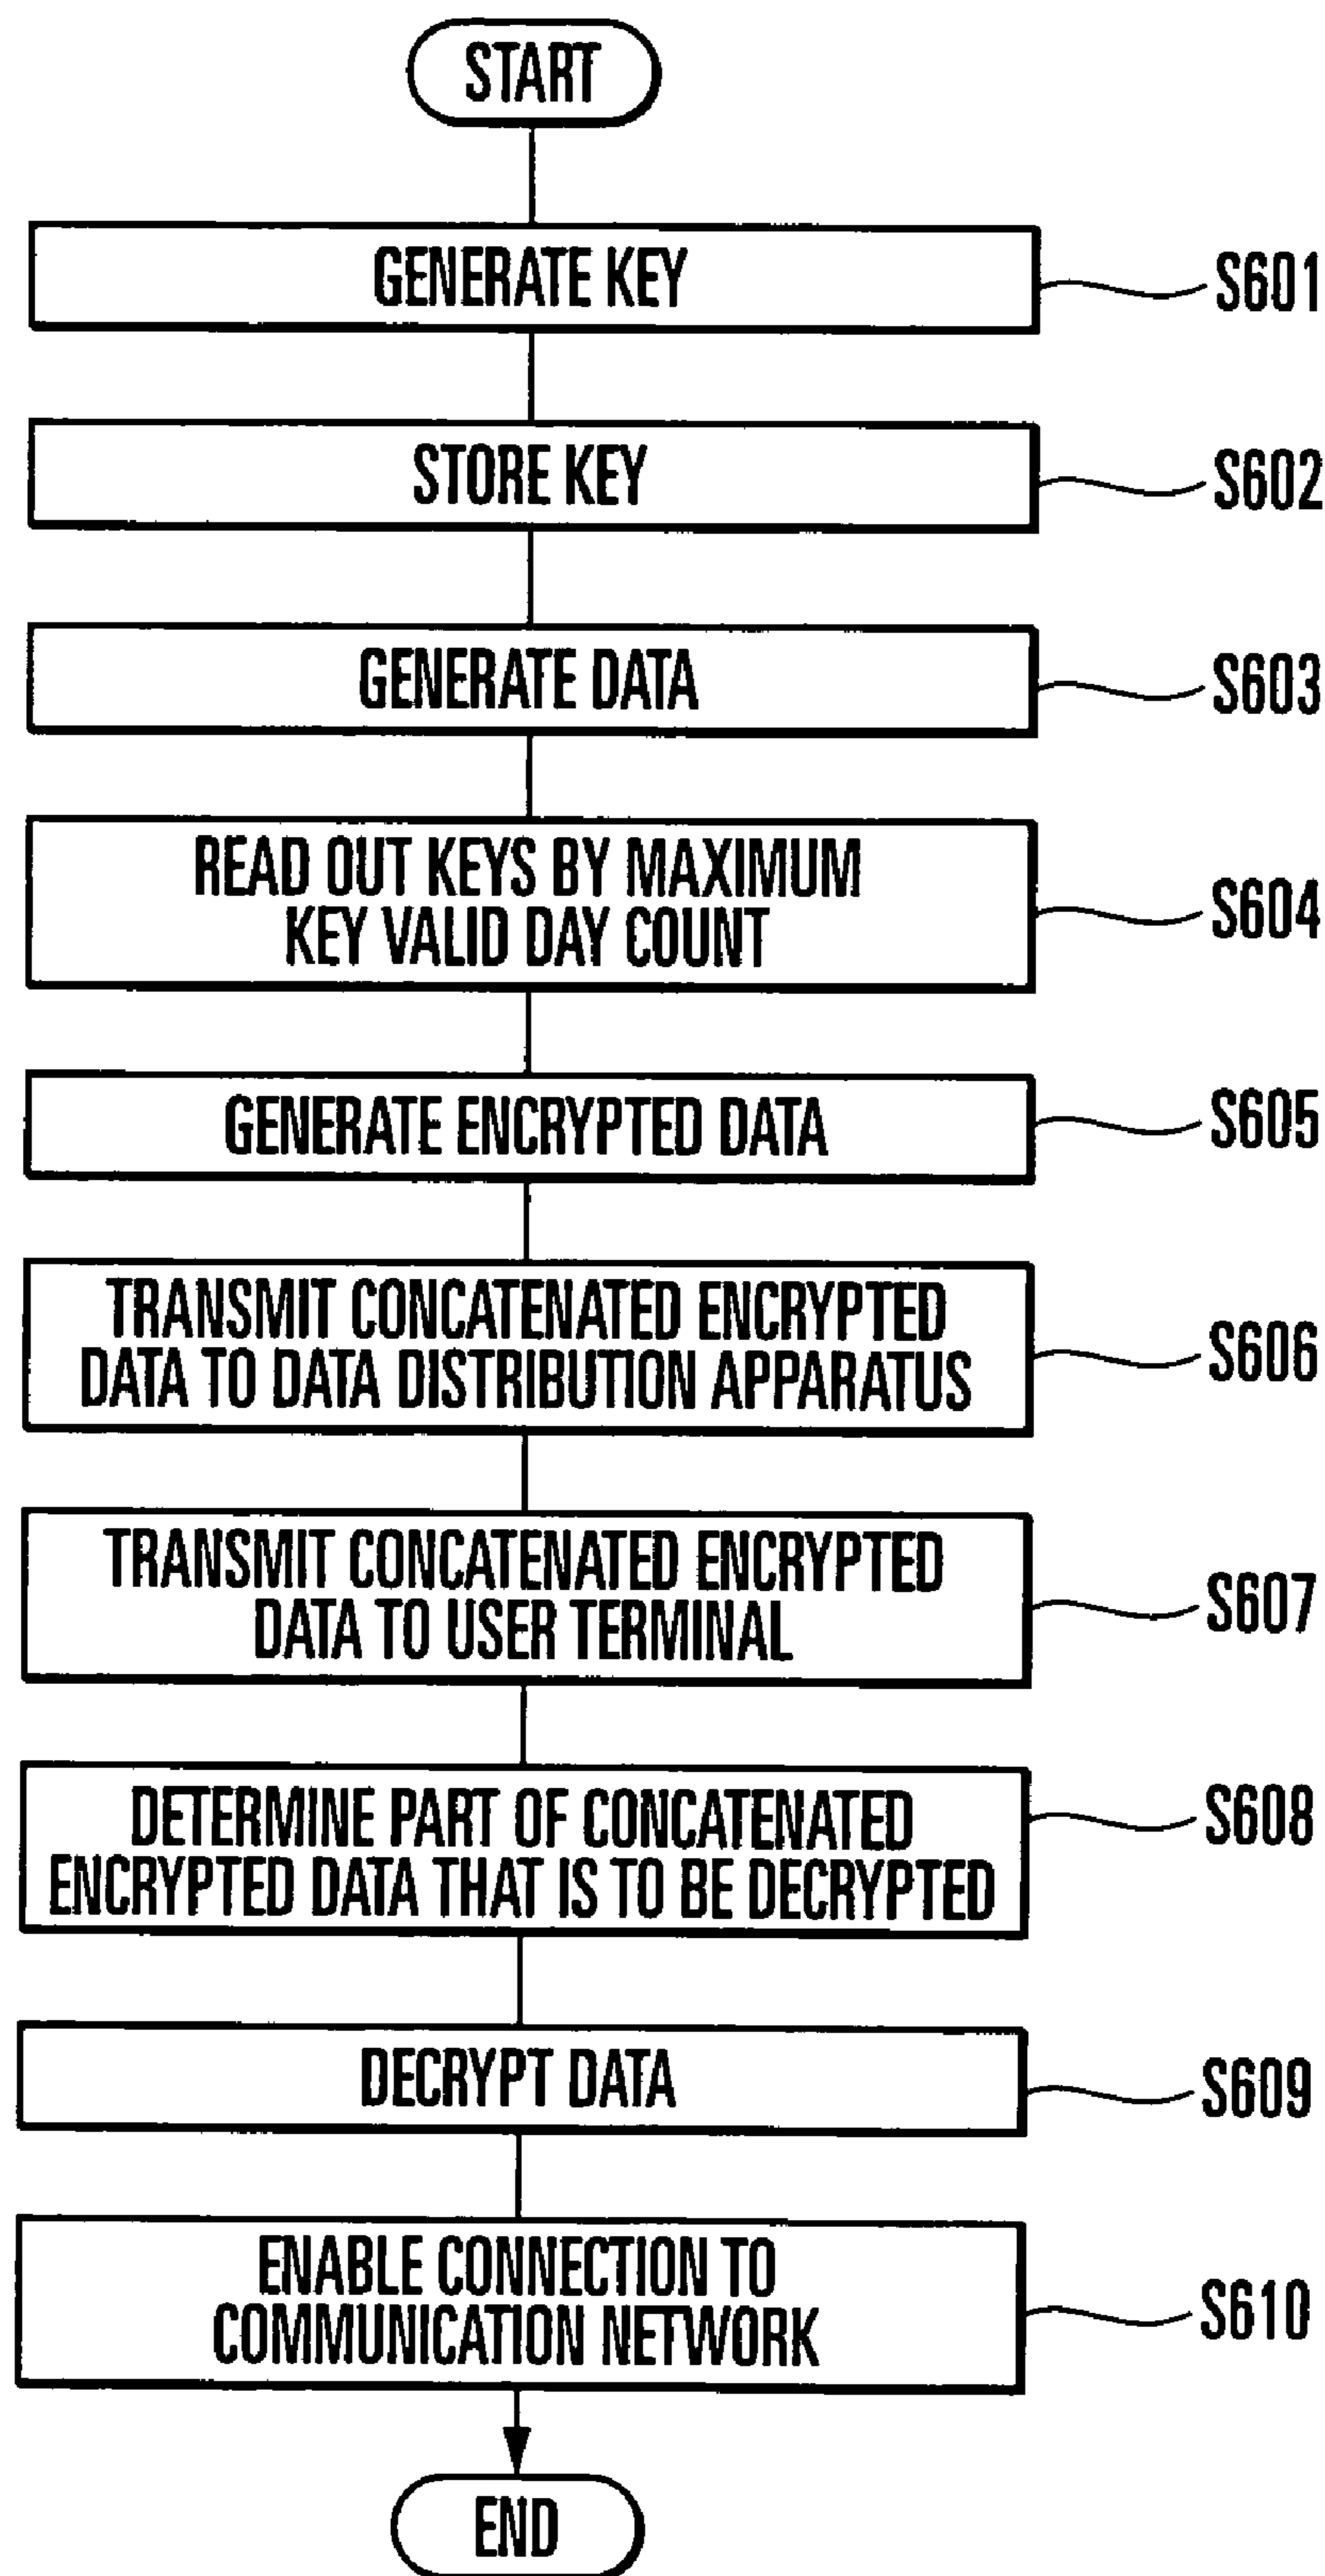 START
GENERATE KEY
S601
STORE KEY
S602
GENERATE DATA
S603
READ OUT KEYS BY MAXIMUM
KEY VALID DAY COUNT
S604
GENERATE ENCRYPTED DATA
S605
TRANSMIT CONCATENATED ENCRYPTED
DATA TO DATA DISTRIBUTION APPARATUS
S606
TRANSMIT CONCATENATED ENCRYPTED
DATA TO USER TERMINAL
S607
DETERMINE PART OF CONCATENATED
ENCRYPTED DATA THAT IS TO BE DECRYPTED
S608
DECRYPT DATA
S609
ENABLE CONNECTION TO
COMMUNICATION NETWORK
S610
END